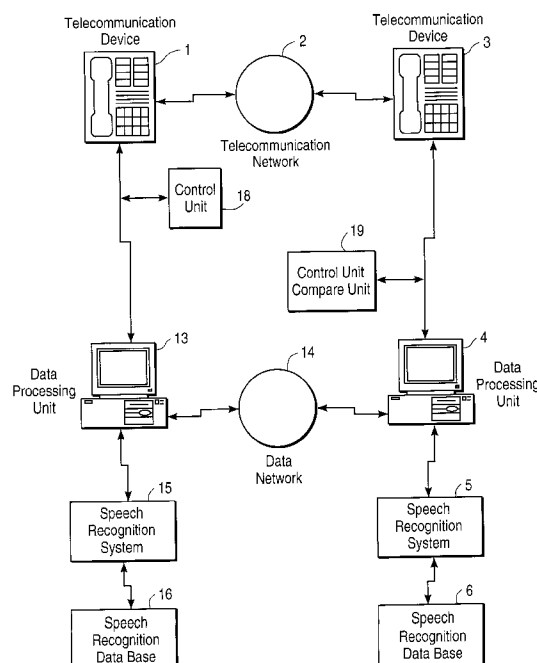 Telecommunication
Device
1
2
Telecommunication
Device
3
Telecommunication
Network
Control
Unit
18
19
Control Unit
Compare Unit
13
Data
Processing
Unit
14
Data
Network
4
Data
Processing
Unit
15
Speech
Recognition
System
5
Speech
Recognition
System
16
Speech
Recognition
Data Base
6
Speech
Recognition
Data Base